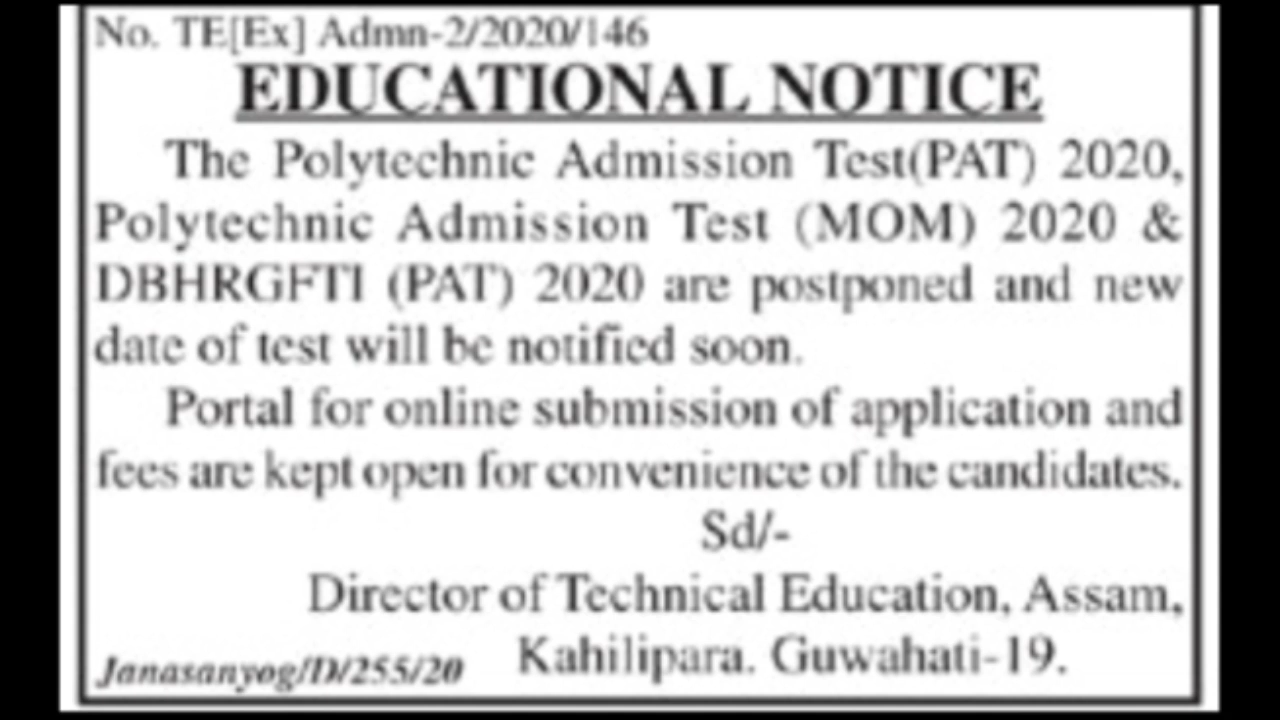 No. TE[Ex] Admn-2/2020/146
EDUCATIONAL NOTICE
The Polytechnic Admission Test(PAT) 2020,
Polytechnic Admission Test (MOM) 2020 &
DBHRGFTI (PAT) 2020 are postponed and new
date of test will be notified soon.
Portal for online submission of application and
fees are kept open for convenience of the candidates.
Sd/-
Director of Technical Education, Assam,
Kahilipara. Guwahati-19.
Janasanyog/D/255/20